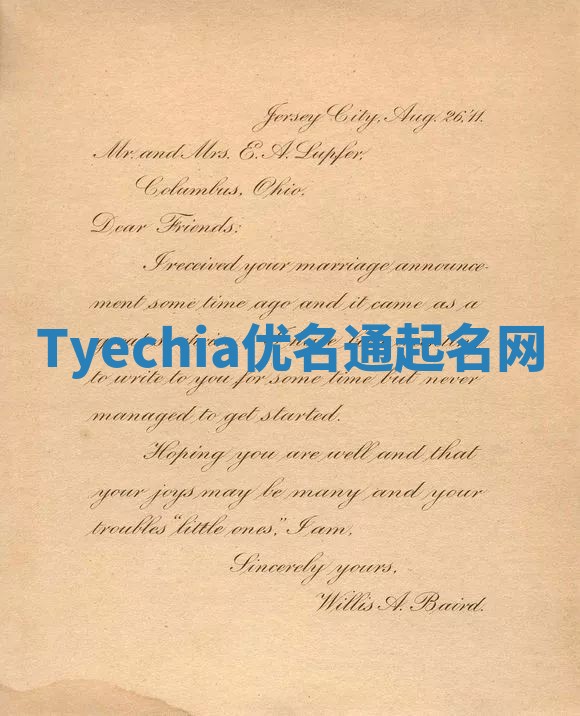 Jersey City, Aug. 26, '11.
Mr. and Mrs. E. A. Lupfer,
Columbus, Ohio.
Dear Friends:
I received your marriage announce-
ment some time ago and it came as a
Tyechia优名通起名网
to write to you for some time but never
managed to get started.
Hoping you are well and that
your joys may be many and your
troubles "little ones," I am,
Sincerely yours,
Willis A. Baird.